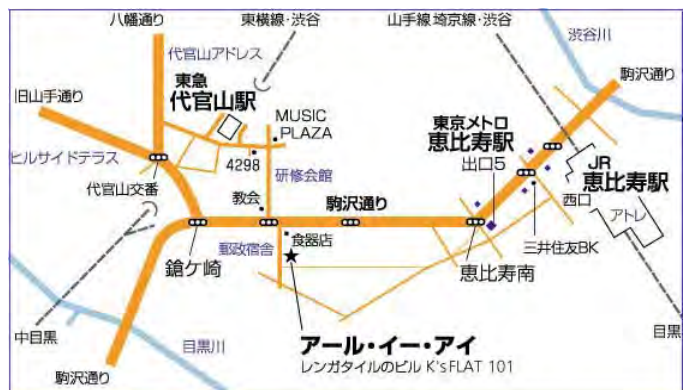 八幡通り
東横線・渋谷
山手線 埼京線・渋谷
渋谷川
代官山アドレス
駒沢通り
東急
代官山駅
旧山手通り
MUSIC
PLAZA
東京メトロ
恵比寿駅
出口5
JR
恵比寿駅
ヒルサイドテラス
4298
研修会館
代官山交番
教会
駒沢通り
西口
アトレ
食器店
三井住友BK
郵政宿舎
鎗ケ崎
恵比寿南
中目黒
目黒川
アール・イー・アイ
目黒
レンガタイルのビル K'sFLAT 101
駒沢通り